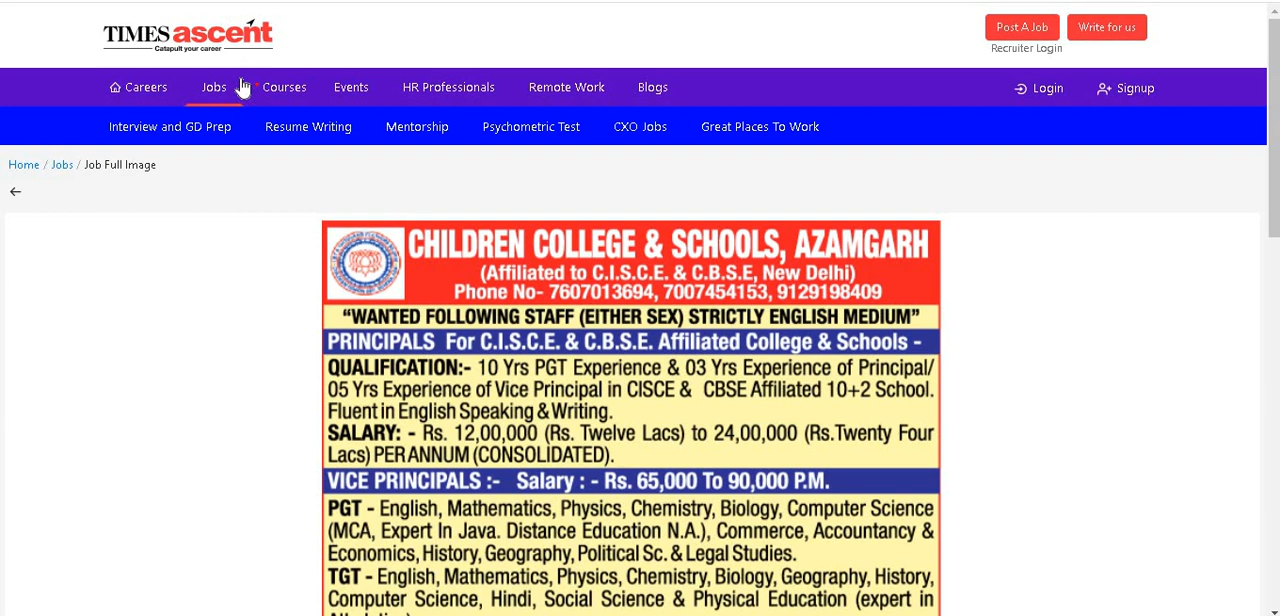 TIMES ascent
Catapult your career
Post A Job Write for us
Recruiter Login
Careers Jobs Courses Events HR Professionals Remote Work Blogs Login Signup
Interview and GD Prep Resume Writing Mentorship Psychometric Test CXO Jobs Great Places To Work
Home / Jobs / Job Full Image
CHILDREN COLLEGE & SCHOOLS, AZAMGARH
(Affiliated to C.I.S.C.E. & C.B.S.E, New Delhi)
Phone No- 7607013694, 7007454153, 9129198409
“WANTED FOLLOWING STAFF (EITHER SEX) STRICTLY ENGLISH MEDIUM”
PRINCIPALS For C.I.S.C.E. & C.B.S.E. Affiliated College & Schools -
QUALIFICATION:- 10 Yrs PGT Experience & 03 Yrs Experience of Principal/
05 Yrs Experience of Vice Principal in CISCE & CBSE Affiliated 10+2 School.
Fluent in English Speaking & Writing.
SALARY: - Rs. 12,00,000 (Rs. Twelve Lacs) to 24,00,000 (Rs.Twenty Four
Lacs) PER ANNUM (CONSOLIDATED).
VICE PRINCIPALS :- Salary : - Rs. 65,000 To 90,000 P.M.
PGT - English, Mathematics, Physics, Chemistry, Biology, Computer Science
(MCA, Expert In Java. Distance Education N.A.), Commerce, Accountancy &
Economics, History, Geography, Political Sc. & Legal Studies.
TGT - English, Mathematics, Physics, Chemistry, Biology, Geography, History,
Computer Science, Hindi, Social Science & Physical Education (expert in